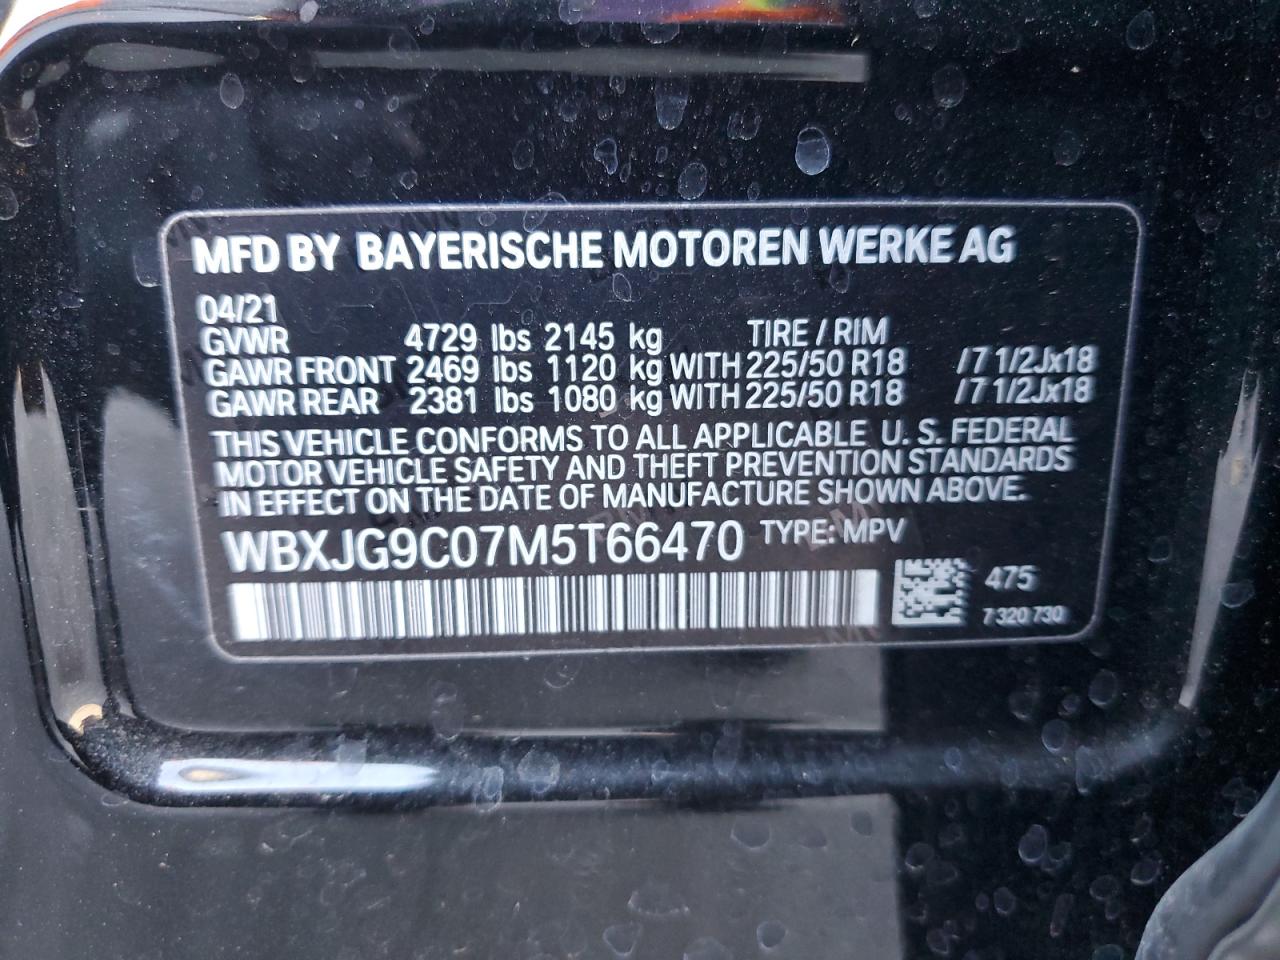 MFD BY BAYERISCHE MOTOREN WERKE AG
04/21
GVWR 4729 lbs 2145 kg TIRE / RIM
GAWR FRONT 2469 lbs 1120 kg WITH 225/50 R18 /7 1/2Jx18
GAWR REAR 2381 lbs 1080 kg WITH 225/50 R18 /7 1/2Jx18
THIS VEHICLE CONFORMS TO ALL APPLICABLE U. S. FEDERAL
MOTOR VEHICLE SAFETY AND THEFT PREVENTION STANDARDS
IN EFFECT ON THE DATE OF MANUFACTURE SHOWN ABOVE.
WBXJG9C07M5T66470 TYPE: MPV
475
7 320 730